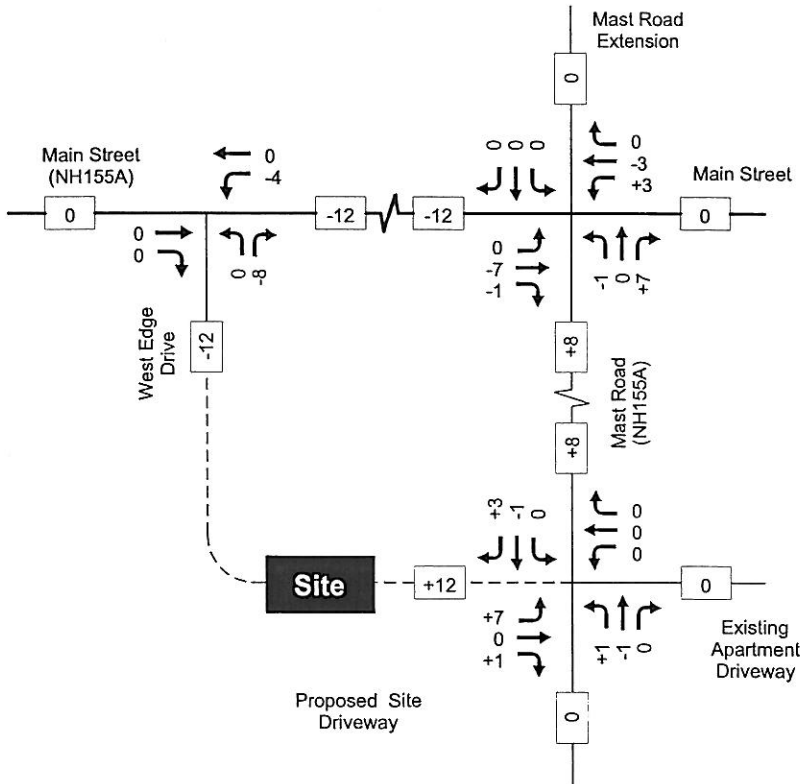 Mast Road
Extension
0
0 0 0
0
-3
+3
Main Street
(NH155A)
0
-4
Main Street
0
-12
-12
0
0
0
0 -8
0
-7
-1
-1 0 +7
West Edge
Drive
-12
+8
Mast Road
(NH155A)
+8
+3 -1 0
0
0
0
Site
+12
0
+7
0
+1
+1 -1 0
Existing
Apartment
Driveway
Proposed Site
Driveway
0